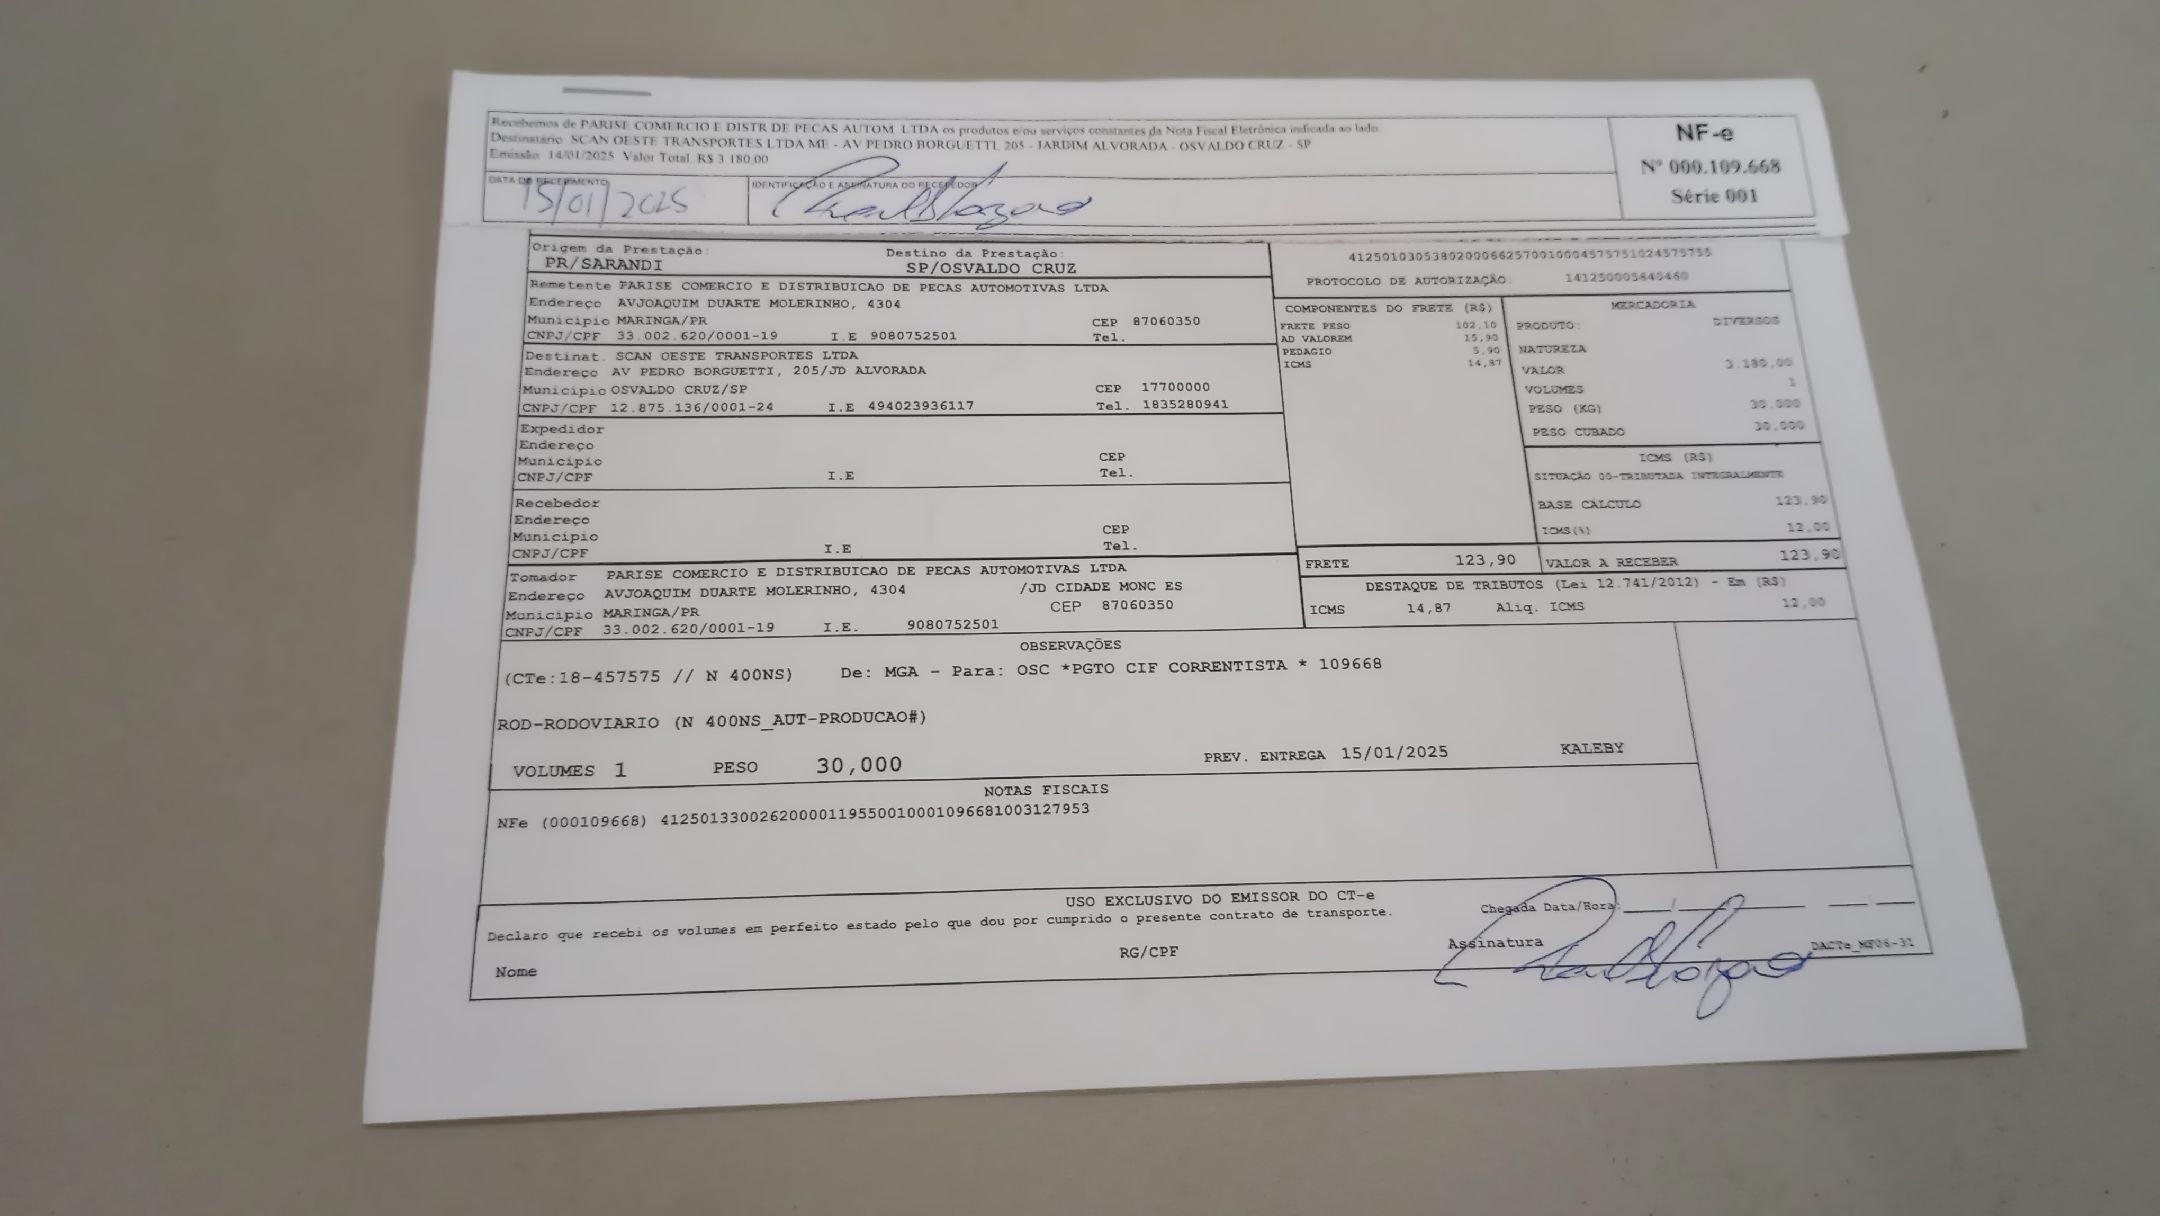 Recebemos de PARISE COMERCIO E DISTR DE PECAS AUTOM LTDA os produtos e/ou serviços constantes da Nota Fiscal Eletrônica indicada ao lado.
Destinatário SCAN OESTE TRANSPORTES LTDA ME - AV PEDRO BORGUETTI, 205 - JARDIM ALVORADA - OSVALDO CRUZ - SP
Emissão 14/01/2025 Valor Total R$ 3 180,00
NF-e
Nº 000.109.668
Série 001
DATA DO RECEBIMENTO
15/01/2025
IDENTIFICAÇÃO E ASSINATURA DO RECEBEDOR
Origem da Prestação:
PR/SARANDI
Destino da Prestação:
SP/OSVALDO CRUZ
Remetente PARISE COMERCIO E DISTRIBUICAO DE PECAS AUTOMOTIVAS LTDA
Endereço AVJOAQUIM DUARTE MOLERINHO, 4304
Município MARINGA/PR CEP 87060350
CNPJ/CPF 33.002.620/0001-19 I.E 9080752501 Tel.
Destinat. SCAN OESTE TRANSPORTES LTDA
Endereço AV PEDRO BORGUETTI, 205/JD ALVORADA
Município OSVALDO CRUZ/SP CEP 17700000
CNPJ/CPF 12.875.136/0001-24 I.E 494023936117 Tel. 1835280941
Expedidor
Endereço
Município CEP
CNPJ/CPF I.E Tel.
Recebedor
Endereço
Município CEP
CNPJ/CPF I.E Tel.
Tomador PARISE COMERCIO E DISTRIBUICAO DE PECAS AUTOMOTIVAS LTDA
Endereço AVJOAQUIM DUARTE MOLERINHO, 4304 /JD CIDADE MONC ES
Município MARINGA/PR CEP 87060350
CNPJ/CPF 33.002.620/0001-19 I.E. 9080752501
PROTOCOLO DE AUTORIZAÇÃO: 141250005640460
COMPONENTES DO FRETE (R$)
FRETE PESO 102,10
AD VALOREM 15,90
PEDAGIO 5,90
ICMS 14,87
MERCADORIA
PRODUTO: DIVERSOS
NATUREZA
VALOR 3.180,00
VOLUMES 1
PESO (KG) 30,000
PESO CUBADO 30,000
ICMS (R$)
SITUAÇÃO 00-TRIBUTADA INTEGRALMENTE
BASE CÁLCULO 123,90
ICMS(%) 12,00
FRETE 123,90 VALOR A RECEBER 123,90
DESTAQUE DE TRIBUTOS (Lei 12.741/2012) - Em (R$)
ICMS 14,87 Aliq. ICMS 12,00
OBSERVAÇÕES
(CTe:18-457575 // N 400NS) De: MGA - Para: OSC *PGTO CIF CORRENTISTA * 109668
ROD-RODOVIARIO (N 400NS_AUT-PRODUCAO#)
VOLUMES 1 PESO 30,000 PREV. ENTREGA 15/01/2025 KALEBY
NOTAS FISCAIS
NFe (000109668) 41250133002620000119550010001096681003127953
USO EXCLUSIVO DO EMISSOR DO CT-e
Declaro que recebi os volumes em perfeito estado pelo que dou por cumprido o presente contrato de transporte.
Chegada Data/Hora:
Nome
RG/CPF
Assinatura
DACTe_MF06-31